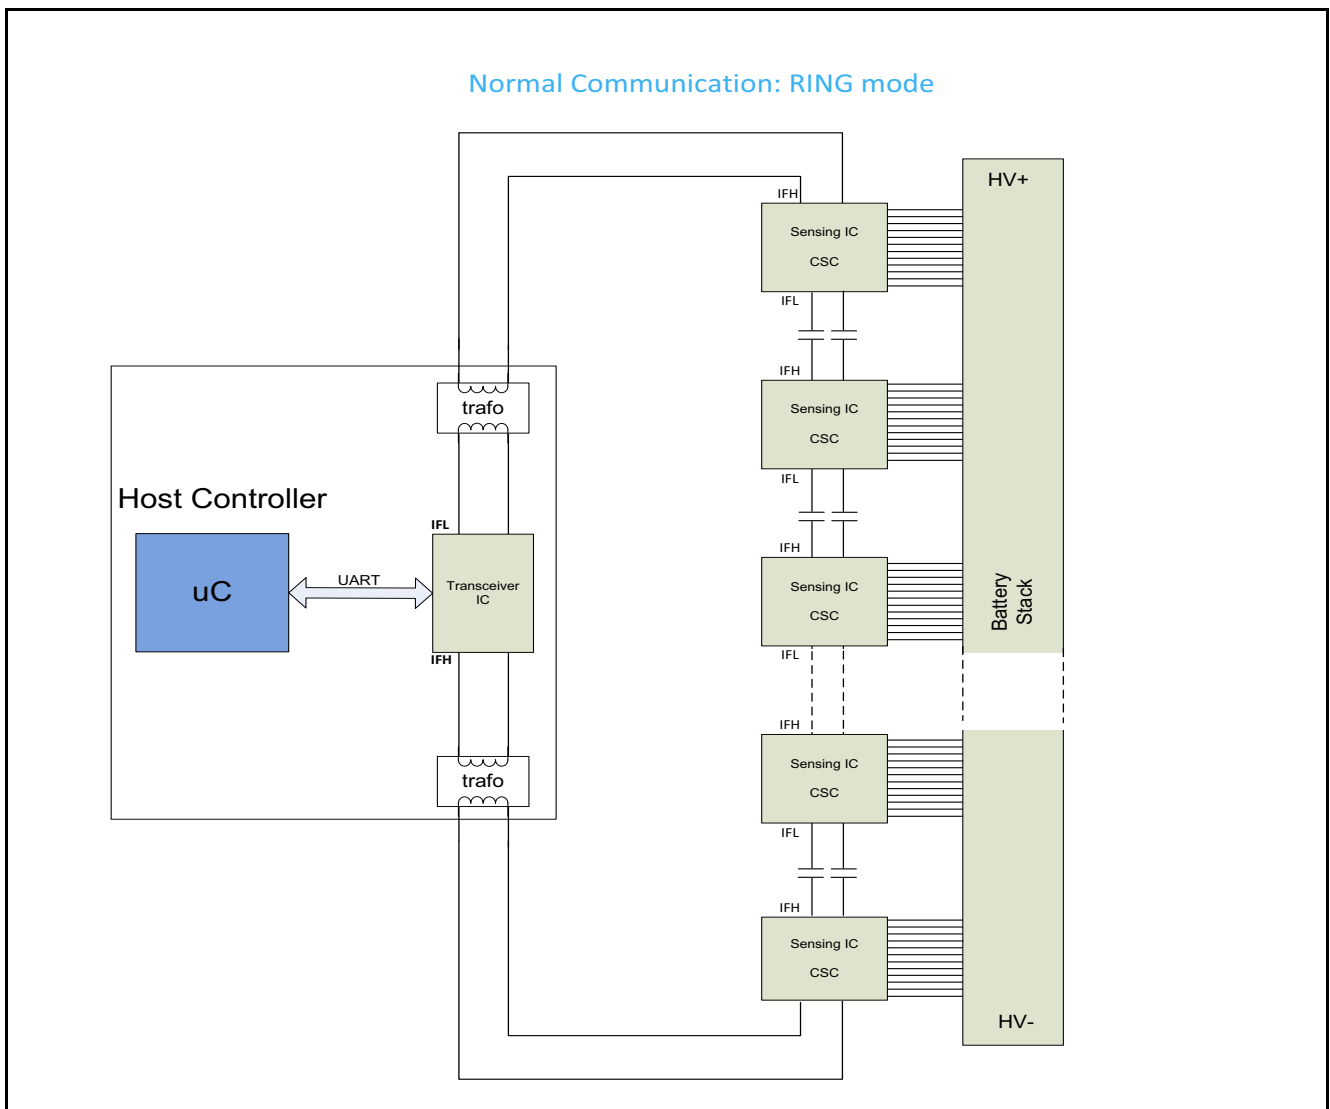 Normal Communication: RING mode
HV+
IFH
Sensing IC
CSC
IFL
IFH
Sensing IC
CSC
IFL
trafo
Host Controller
uC
UART
IFL
Transceiver
IC
IFH
trafo
IFH
Sensing IC
CSC
IFL
Battery
Stack
IFH
Sensing IC
CSC
IFL
IFH
Sensing IC
CSC
HV-